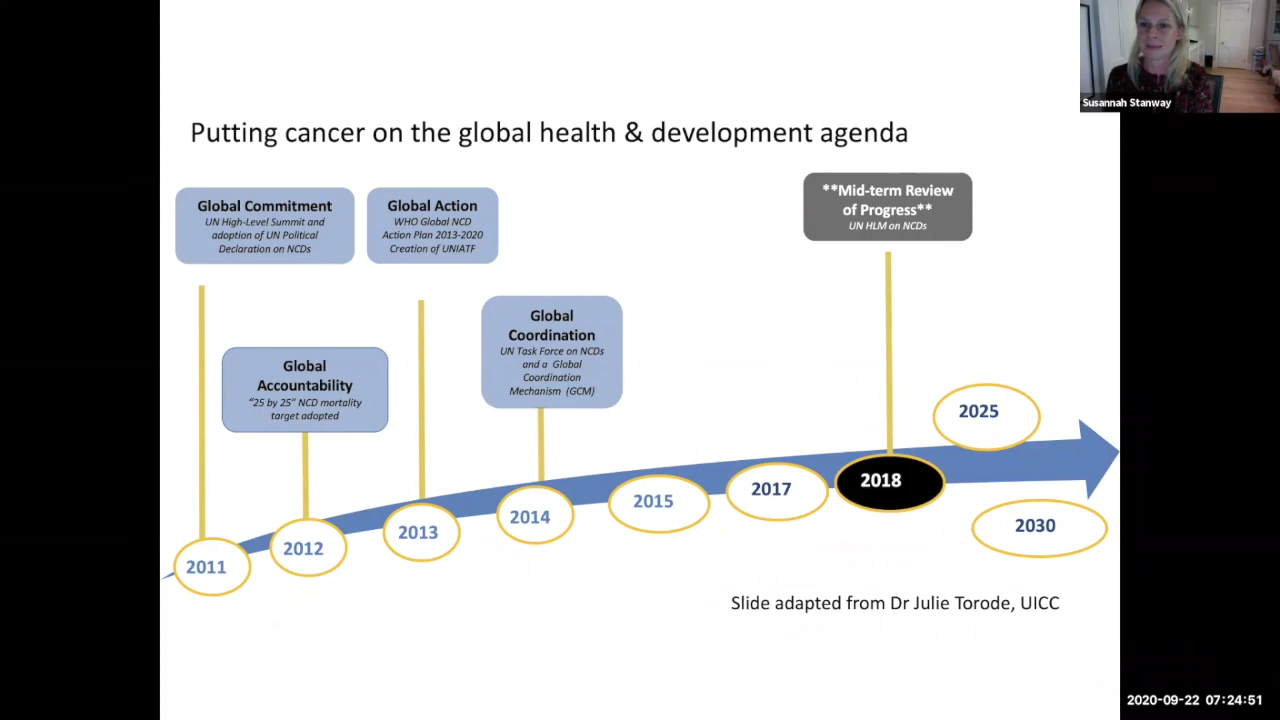 Susannah Stanway
Putting cancer on the global health & development agenda
Global Commitment
UN High-Level Summit and
adoption of UN Political
Declaration on NCDs
Global Action
WHO Global NCD
Action Plan 2013-2020
Creation of UNIATF
**Mid-term Review
of Progress**
UN HLM on NCDs
Global
Coordination
UN Task Force on NCDs
and a Global
Coordination
Mechanism (GCM)
Global
Accountability
"25 by 25" NCD mortality
target adopted
2011
2012
2013
2014
2015
2017
2018
2025
2030
Slide adapted from Dr Julie Torode, UICC
2020-09-22 07:24:51